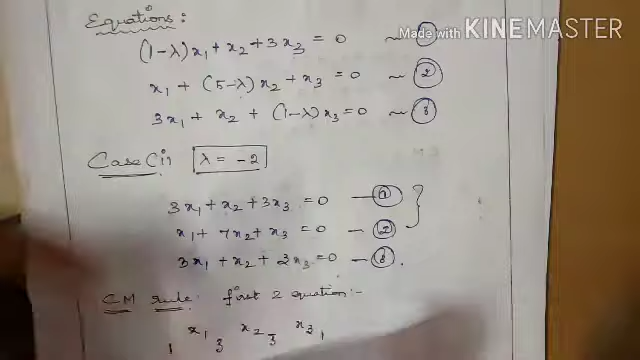 Equations:
Made with KINEMASTER
(1-λ)x₁ + x₂ + 3x₃ = 0 ~ ①
x₁ + (5-λ)x₂ + x₃ = 0 ~ ②
3x₁ + x₂ + (1-λ)x₃ = 0 ~ ③
Case(i): λ = -2
3x₁ + x₂ + 3x₃ = 0 — ①
x₁ + 7x₂ + x₃ = 0 — ②
3x₁ + x₂ + 3x₃ = 0 — ③.
CM rule: first 2 equation:-
x₁ x₂ x₃
1 3 3 1